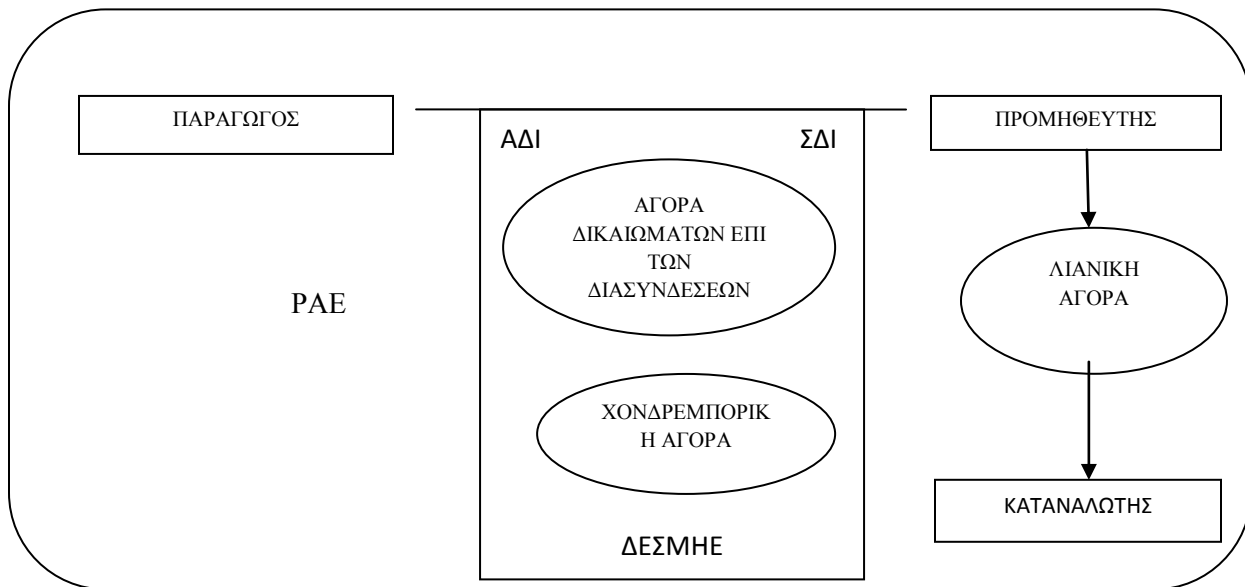 ΠΑΡΑΓΩΓΟΣ
ΡΑΕ
ΑΔΙ ΣΔΙ
ΑΓΟΡΑ
ΔΙΚΑΙΩΜΑΤΩΝ ΕΠΙ
ΤΩΝ
ΔΙΑΣΥΝΔΕΣΕΩΝ
ΧΟΝΔΡΕΜΠΟΡΙΚ
Η ΑΓΟΡΑ
ΔΕΣΜΗΕ
ΠΡΟΜΗΘΕΥΤΗΣ
ΛΙΑΝΙΚΗ
ΑΓΟΡΑ
ΚΑΤΑΝΑΛΩΤΗΣ